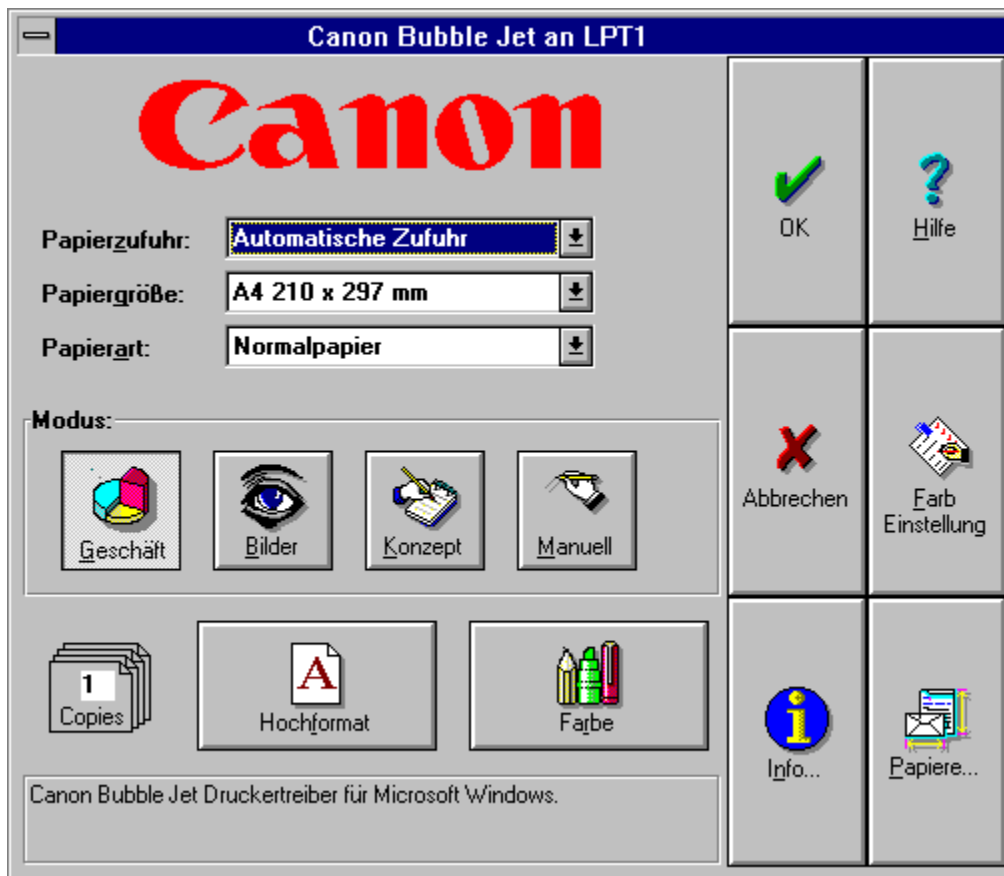 Canon Bubble Jet an LPT1
Canon
Papierzufuhr: Automatische Zufuhr
Papiergröße: A4 210 x 297 mm
Papierart: Normalpapier
Modus:
Geschäft Bilder Konzept Manuell
1
Copies
Hochformat
Farbe
Canon Bubble Jet Druckertreiber für Microsoft Windows.
OK
Hilfe
Abbrechen
Farb
Einstellung
Info...
Papiere...